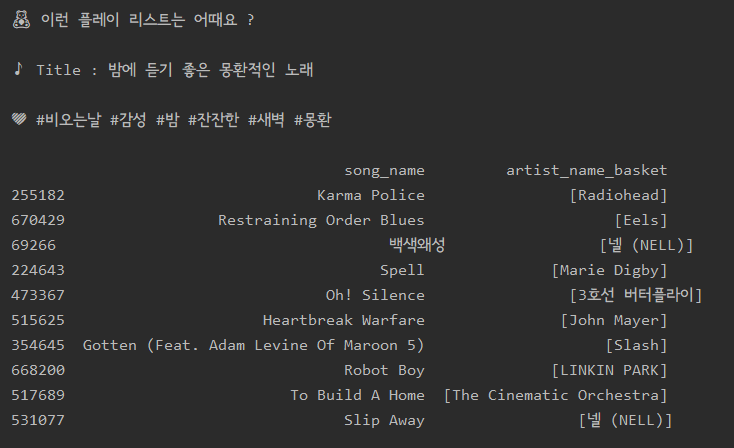 🧸 이런 플레이 리스트는 어때요 ?
♪ Title : 밤에 듣기 좋은 몽환적인 노래
💜 #비오는날 #감성 #밤 #잔잔한 #새벽 #몽환
song_name artist_name_basket
255182 Karma Police [Radiohead]
670429 Restraining Order Blues [Eels]
69266 백색왜성 [넬 (NELL)]
224643 Spell [Marie Digby]
473367 Oh! Silence [3호선 버터플라이]
515625 Heartbreak Warfare [John Mayer]
354645 Gotten (Feat. Adam Levine Of Maroon 5) [Slash]
668200 Robot Boy [LINKIN PARK]
517689 To Build A Home [The Cinematic Orchestra]
531077 Slip Away [넬 (NELL)]